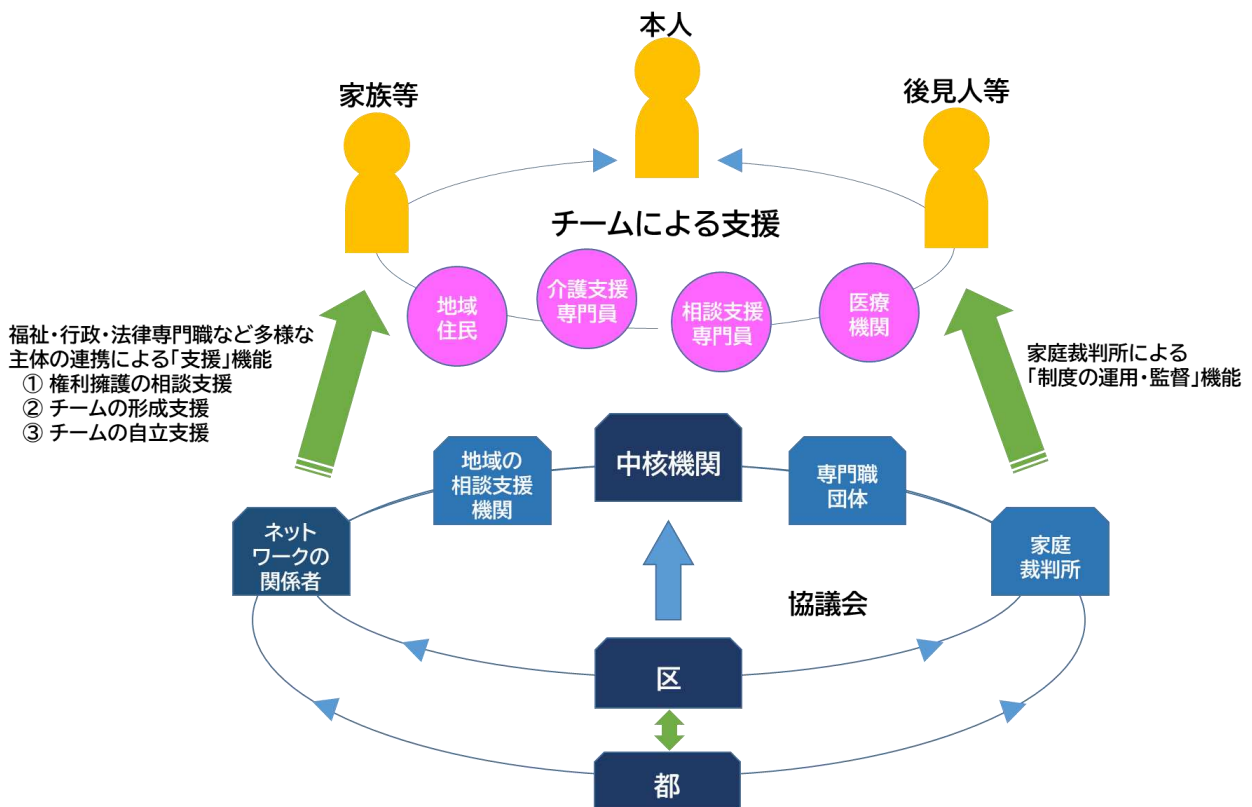 本人
家族等
後見人等
チームによる支援
地域
住民
介護支援
専門員
相談支援
専門員
医療
機関
福祉・行政・法律専門職など多様な
主体の連携による「支援」機能
① 権利擁護の相談支援
② チームの形成支援
③ チームの自立支援
家庭裁判所による
「制度の運用・監督」機能
ネット
ワークの
関係者
地域の
相談支援
機関
中核機関
専門職
団体
家庭
裁判所
協議会
区
都